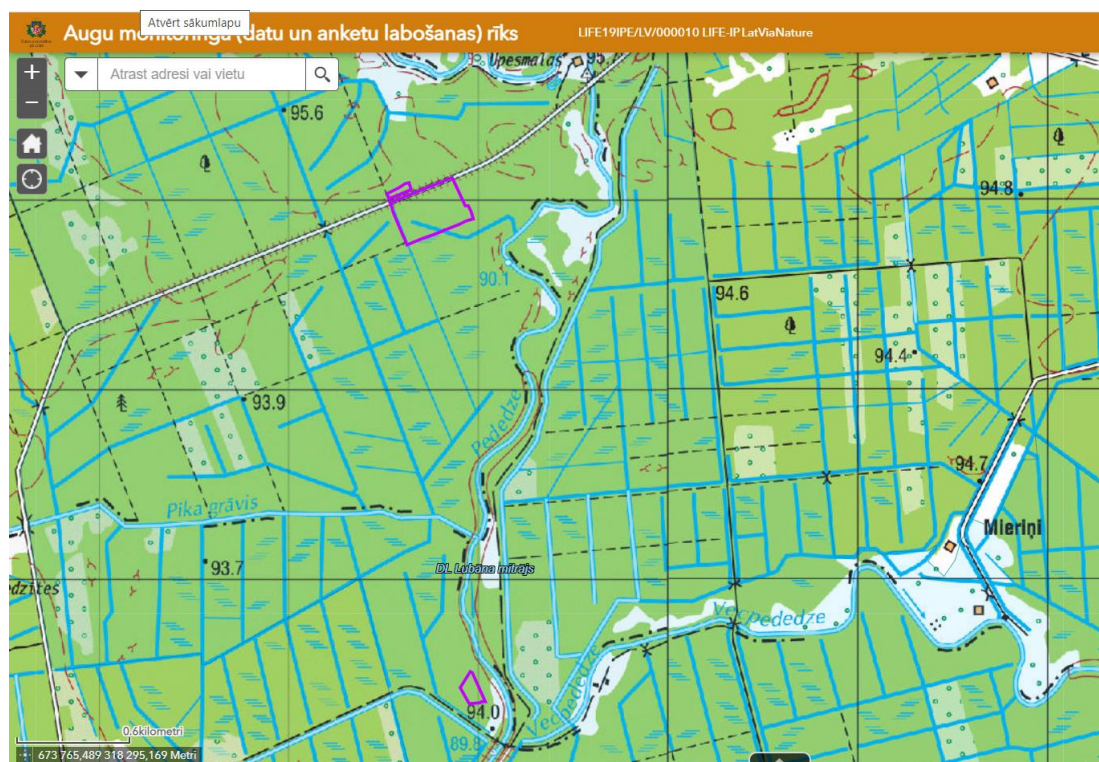 Atvērt sākumlapu
Augu monitoringa (datu un anketu labošanas) rīks
LIFE19IPE/LV/000010 LIFE-IP LatViaNature
Atrast adresi vai vietu
Upesmalas
95.6
94.8
90.1
94.6
94.4
93.9
Pededze
94.7
Pika grāvis
Mieriņi
93.7
DL Lubāna mitrājs
Vecpededze
Vecpededze
94.0
0.6kilometri
89.8
673 765,489 318 295,169 Metri